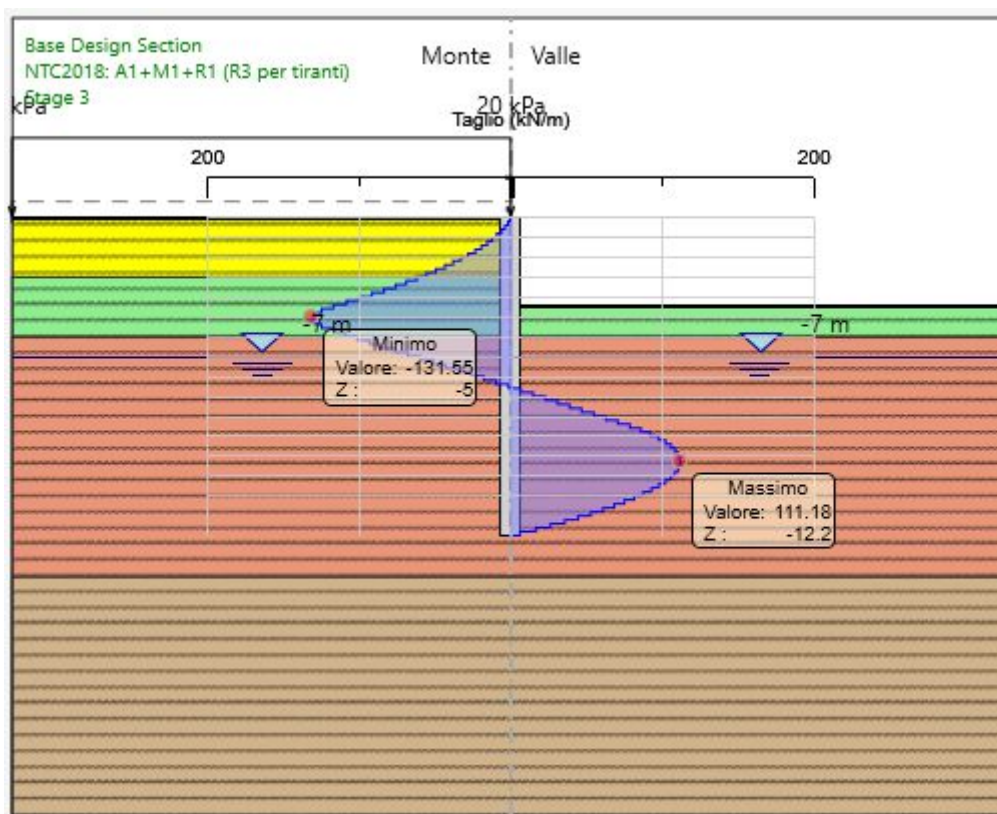 Base Design Section
Monte Valle
NTC2018: A1+M1+R1 (R3 per tiranti)
Stage 3
kPa 20 kPa
Taglio (kN/m)
200 200
-7 m -7 m
Minimo
Valore: -131.55
Z : -5
Massimo
Valore: 111.18
Z : -12.2